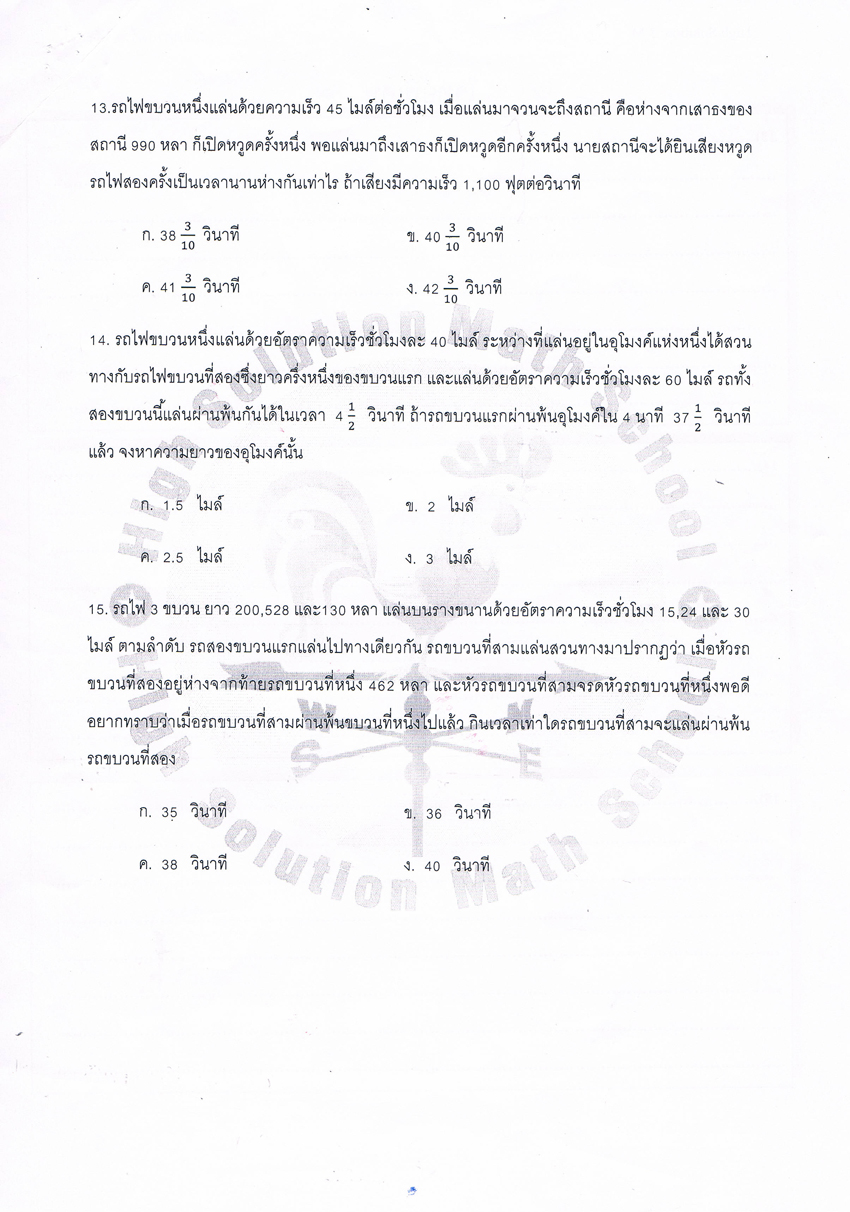 13.รถไฟขบวนหนึ่งแล่นด้วยความเร็ว 45 ไมล์ต่อชั่วโมง เมื่อแล่นมาจวนจะถึงสถานี คือห่างจากเสาธงของ
สถานี 990 หลา ก็เปิดหวูดครั้งหนึ่ง พอแล่นมาถึงเสาธงก็เปิดหวูดอีกครั้งหนึ่ง นายสถานีจะได้ยินเสียงหวูด
รถไฟสองครั้งเป็นเวลานานห่างกันเท่าไร ถ้าเสียงมีความเร็ว 1,100 ฟุตต่อวินาที
ก. 38 3/10 วินาที ข. 40 3/10 วินาที
ค. 41 3/10 วินาที ง. 42 3/10 วินาที
14. รถไฟขบวนหนึ่งแล่นด้วยอัตราความเร็วชั่วโมงละ 40 ไมล์ ระหว่างที่แล่นอยู่ในอุโมงค์แห่งหนึ่งได้สวน
ทางกับรถไฟขบวนที่สองซึ่งยาวครึ่งหนึ่งของขบวนแรก และแล่นด้วยอัตราความเร็วชั่วโมงละ 60 ไมล์ รถทั้ง
สองขบวนนี้แล่นผ่านพ้นกันได้ในเวลา 4 1/2 วินาที ถ้ารถขบวนแรกผ่านพ้นอุโมงค์ใน 4 นาที 37 1/2 วินาที
แล้ว จงหาความยาวของอุโมงค์นั้น
ก. 1.5 ไมล์ ข. 2 ไมล์
ค. 2.5 ไมล์ ง. 3 ไมล์
15. รถไฟ 3 ขบวน ยาว 200,528 และ130 หลา แล่นบนรางขนานด้วยอัตราความเร็วชั่วโมง 15,24 และ 30
ไมล์ ตามลำดับ รถสองขบวนแรกแล่นไปทางเดียวกัน รถขบวนที่สามแล่นสวนทางมาปรากฏว่า เมื่อหัวรถ
ขบวนที่สองอยู่ห่างจากท้ายรถขบวนที่หนึ่ง 462 หลา และหัวรถขบวนที่สามจรดหัวรถขบวนที่หนึ่งพอดี
อยากทราบว่าเมื่อรถขบวนที่สามผ่านพ้นขบวนที่หนึ่งไปแล้ว กินเวลาเท่าใดรถขบวนที่สามจะแล่นผ่านพ้น
รถขบวนที่สอง
ก. 35 วินาที ข. 36 วินาที
ค. 38 วินาที ง. 40 วินาที
High Solution Math School
High Solution Math School
W N
S E